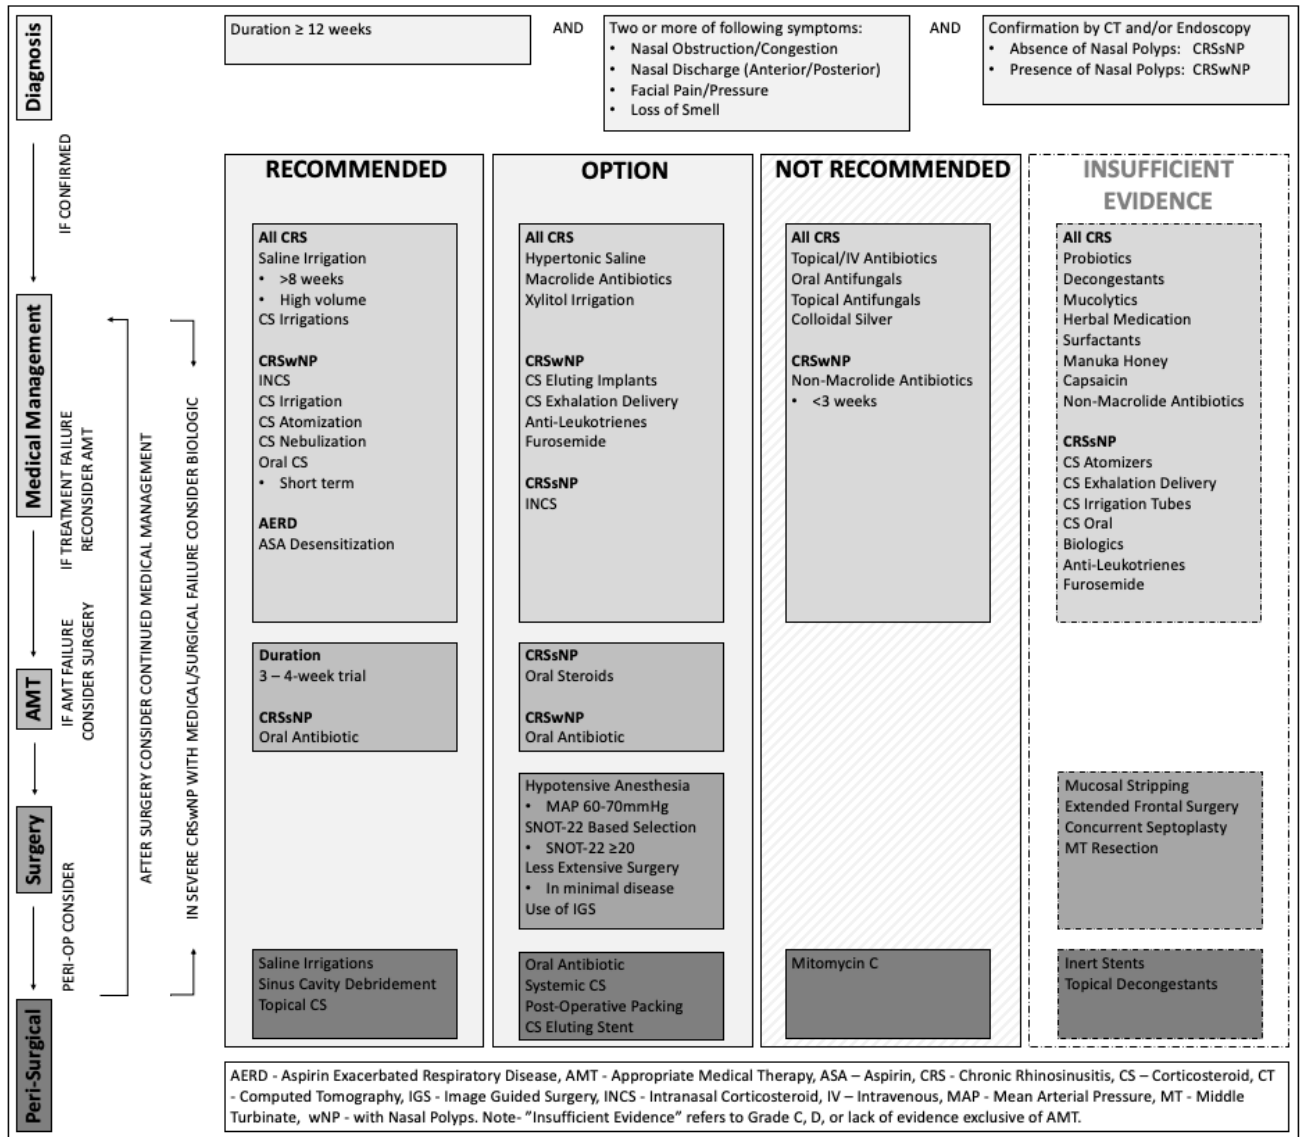 Diagnosis
Duration ≥ 12 weeks
AND
Two or more of following symptoms:
• Nasal Obstruction/Congestion
• Nasal Discharge (Anterior/Posterior)
• Facial Pain/Pressure
• Loss of Smell
AND
Confirmation by CT and/or Endoscopy
• Absence of Nasal Polyps: CRSsNP
• Presence of Nasal Polyps: CRSwNP
IF CONFIRMED
Medical Management
IF TREATMENT FAILURE
RECONSIDER AMT
AMT
IF AMT FAILURE
CONSIDER SURGERY
Surgery
PERI-OP CONSIDER
Peri-Surgical
AFTER SURGERY CONSIDER CONTINUED MEDICAL MANAGEMENT
IN SEVERE CRSwNP WITH MEDICAL/SURGICAL FAILURE CONSIDER BIOLOGIC
RECOMMENDED
All CRS
Saline Irrigation
• >8 weeks
• High volume
CS Irrigations
CRSwNP
INCS
CS Irrigation
CS Atomization
CS Nebulization
Oral CS
• Short term
AERD
ASA Desensitization
Duration
3 – 4-week trial
CRSsNP
Oral Antibiotic
Saline Irrigations
Sinus Cavity Debridement
Topical CS
OPTION
All CRS
Hypertonic Saline
Macrolide Antibiotics
Xylitol Irrigation
CRSwNP
CS Eluting Implants
CS Exhalation Delivery
Anti-Leukotrienes
Furosemide
CRSsNP
INCS
CRSsNP
Oral Steroids
CRSwNP
Oral Antibiotic
Hypotensive Anesthesia
• MAP 60-70mmHg
SNOT-22 Based Selection
• SNOT-22 ≥20
Less Extensive Surgery
• In minimal disease
Use of IGS
Oral Antibiotic
Systemic CS
Post-Operative Packing
CS Eluting Stent
NOT RECOMMENDED
All CRS
Topical/IV Antibiotics
Oral Antifungals
Topical Antifungals
Colloidal Silver
CRSwNP
Non-Macrolide Antibiotics
• <3 weeks
Mitomycin C
INSUFFICIENT
EVIDENCE
All CRS
Probiotics
Decongestants
Mucolytics
Herbal Medication
Surfactants
Manuka Honey
Capsaicin
Non-Macrolide Antibiotics
CRSsNP
CS Atomizers
CS Exhalation Delivery
CS Irrigation Tubes
CS Oral
Biologics
Anti-Leukotrienes
Furosemide
Mucosal Stripping
Extended Frontal Surgery
Concurrent Septoplasty
MT Resection
Inert Stents
Topical Decongestants
AERD - Aspirin Exacerbated Respiratory Disease, AMT - Appropriate Medical Therapy, ASA – Aspirin, CRS - Chronic Rhinosinusitis, CS – Corticosteroid, CT
- Computed Tomography, IGS - Image Guided Surgery, INCS - Intranasal Corticosteroid, IV – Intravenous, MAP - Mean Arterial Pressure, MT - Middle
Turbinate, wNP - with Nasal Polyps. Note- ”Insufficient Evidence” refers to Grade C, D, or lack of evidence exclusive of AMT.